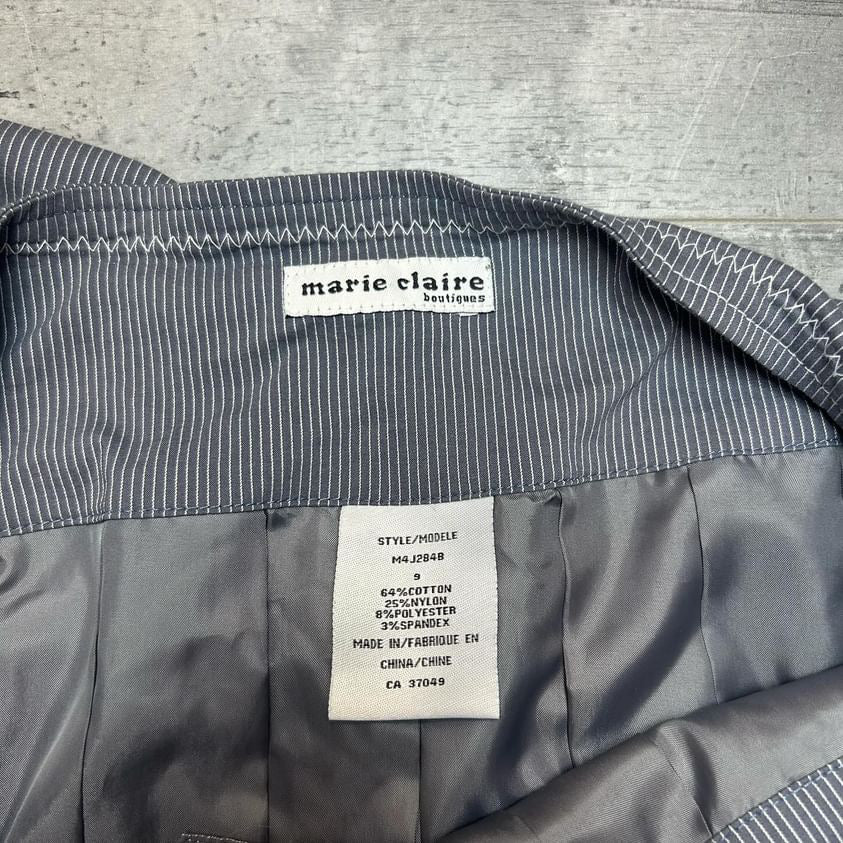 marie claire
boutiques
STYLE/MODELE
M4J284B
9
64%COTTON
25%NYLON
8%POLYESTER
3%SPANDEX
MADE IN/FABRIQUE EN
CHINA/CHINE
CA 37049